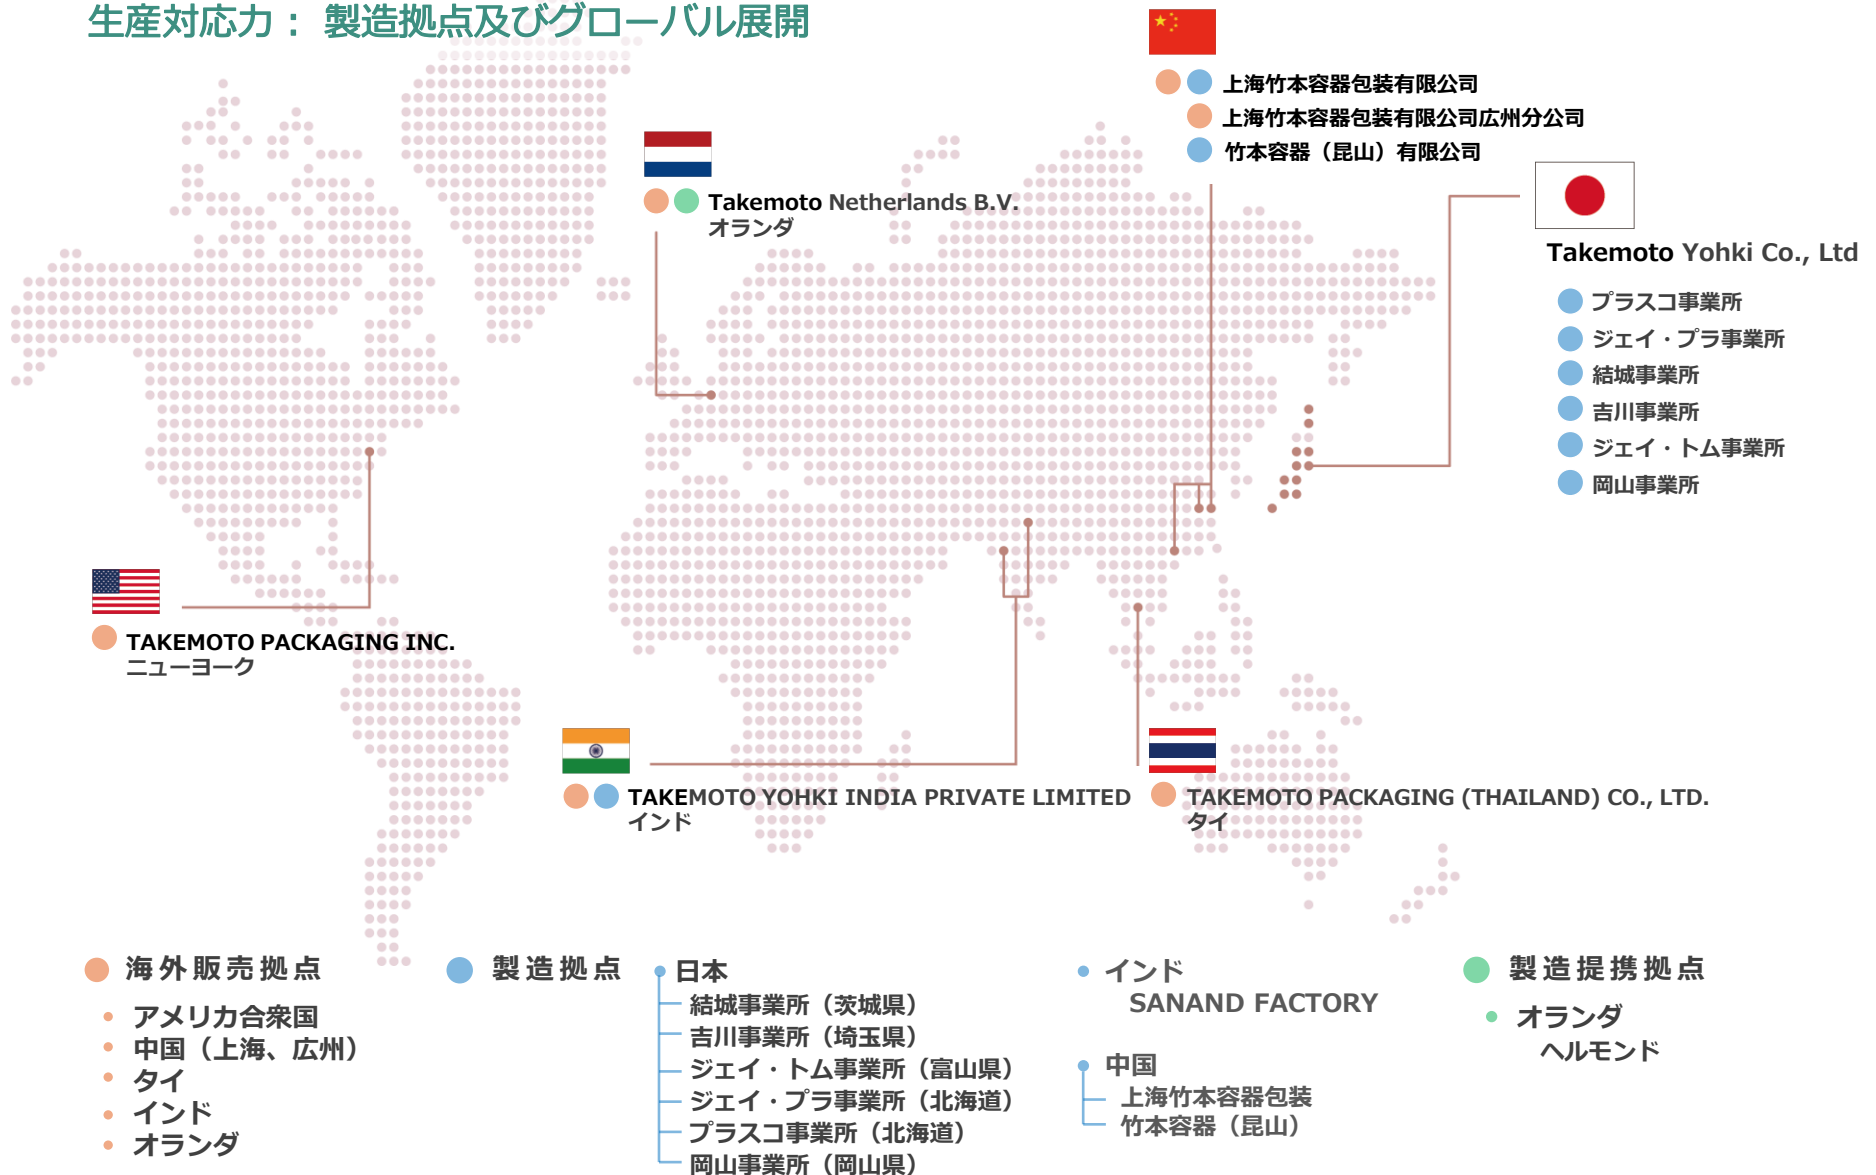 生産対応力： 製造拠点及びグローバル展開
上海竹本容器包装有限公司
上海竹本容器包装有限公司広州分公司
竹本容器（昆山）有限公司
Takemoto Netherlands B.V.
オランダ
Takemoto Yohki Co., Ltd
プラスコ事業所
ジェイ・プラ事業所
結城事業所
吉川事業所
ジェイ・トム事業所
岡山事業所
TAKEMOTO PACKAGING INC.
ニューヨーク
TAKEMOTO YOHKI INDIA PRIVATE LIMITED
インド
TAKEMOTO PACKAGING (THAILAND) CO., LTD.
タイ
海外販売拠点
アメリカ合衆国
中国（上海、広州）
タイ
インド
オランダ
製造拠点
日本
結城事業所（茨城県）
吉川事業所（埼玉県）
ジェイ・トム事業所（富山県）
ジェイ・プラ事業所（北海道）
プラスコ事業所（北海道）
岡山事業所（岡山県）
インド
SANAND FACTORY
中国
上海竹本容器包装
竹本容器（昆山）
製造提携拠点
オランダ
ヘルモンド